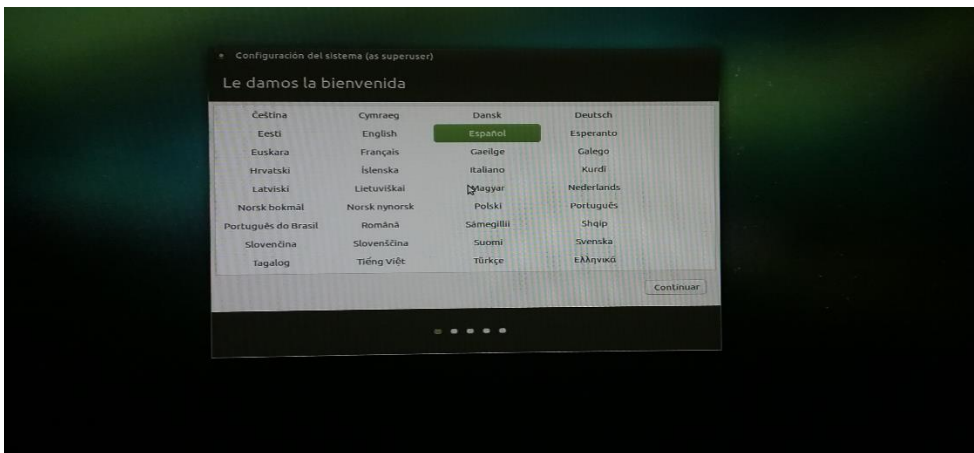 Configuración del sistema (as superuser)
Le damos la bienvenida
Čeština Cymraeg Dansk Deutsch
Eesti English Español Esperanto
Euskara Français Gaeilge Galego
Hrvatski Íslenska Italiano Kurdî
Latviski Lietuviškai Magyar Nederlands
Norsk bokmål Norsk nynorsk Polski Português
Português do Brasil Română Sámegillii Shqip
Slovenčina Slovenščina Suomi Svenska
Tagalog Tiếng Việt Türkçe Ελληνικά
Continuar